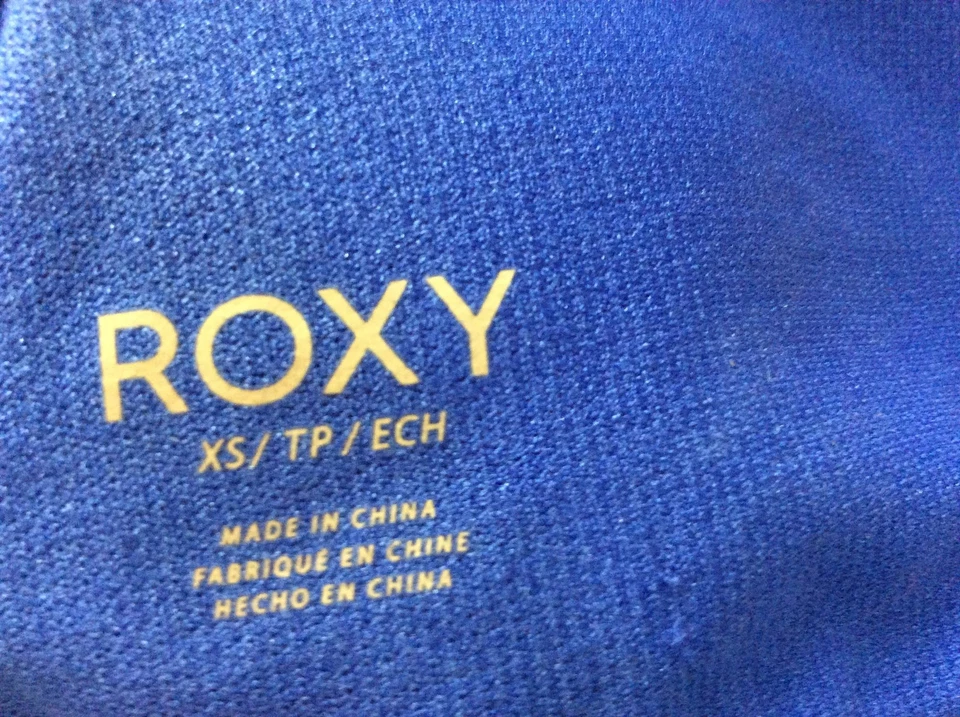 ROXY
XS/ TP / ECH
MADE IN CHINA
FABRIQUÉ EN CHINE
HECHO EN CHINA